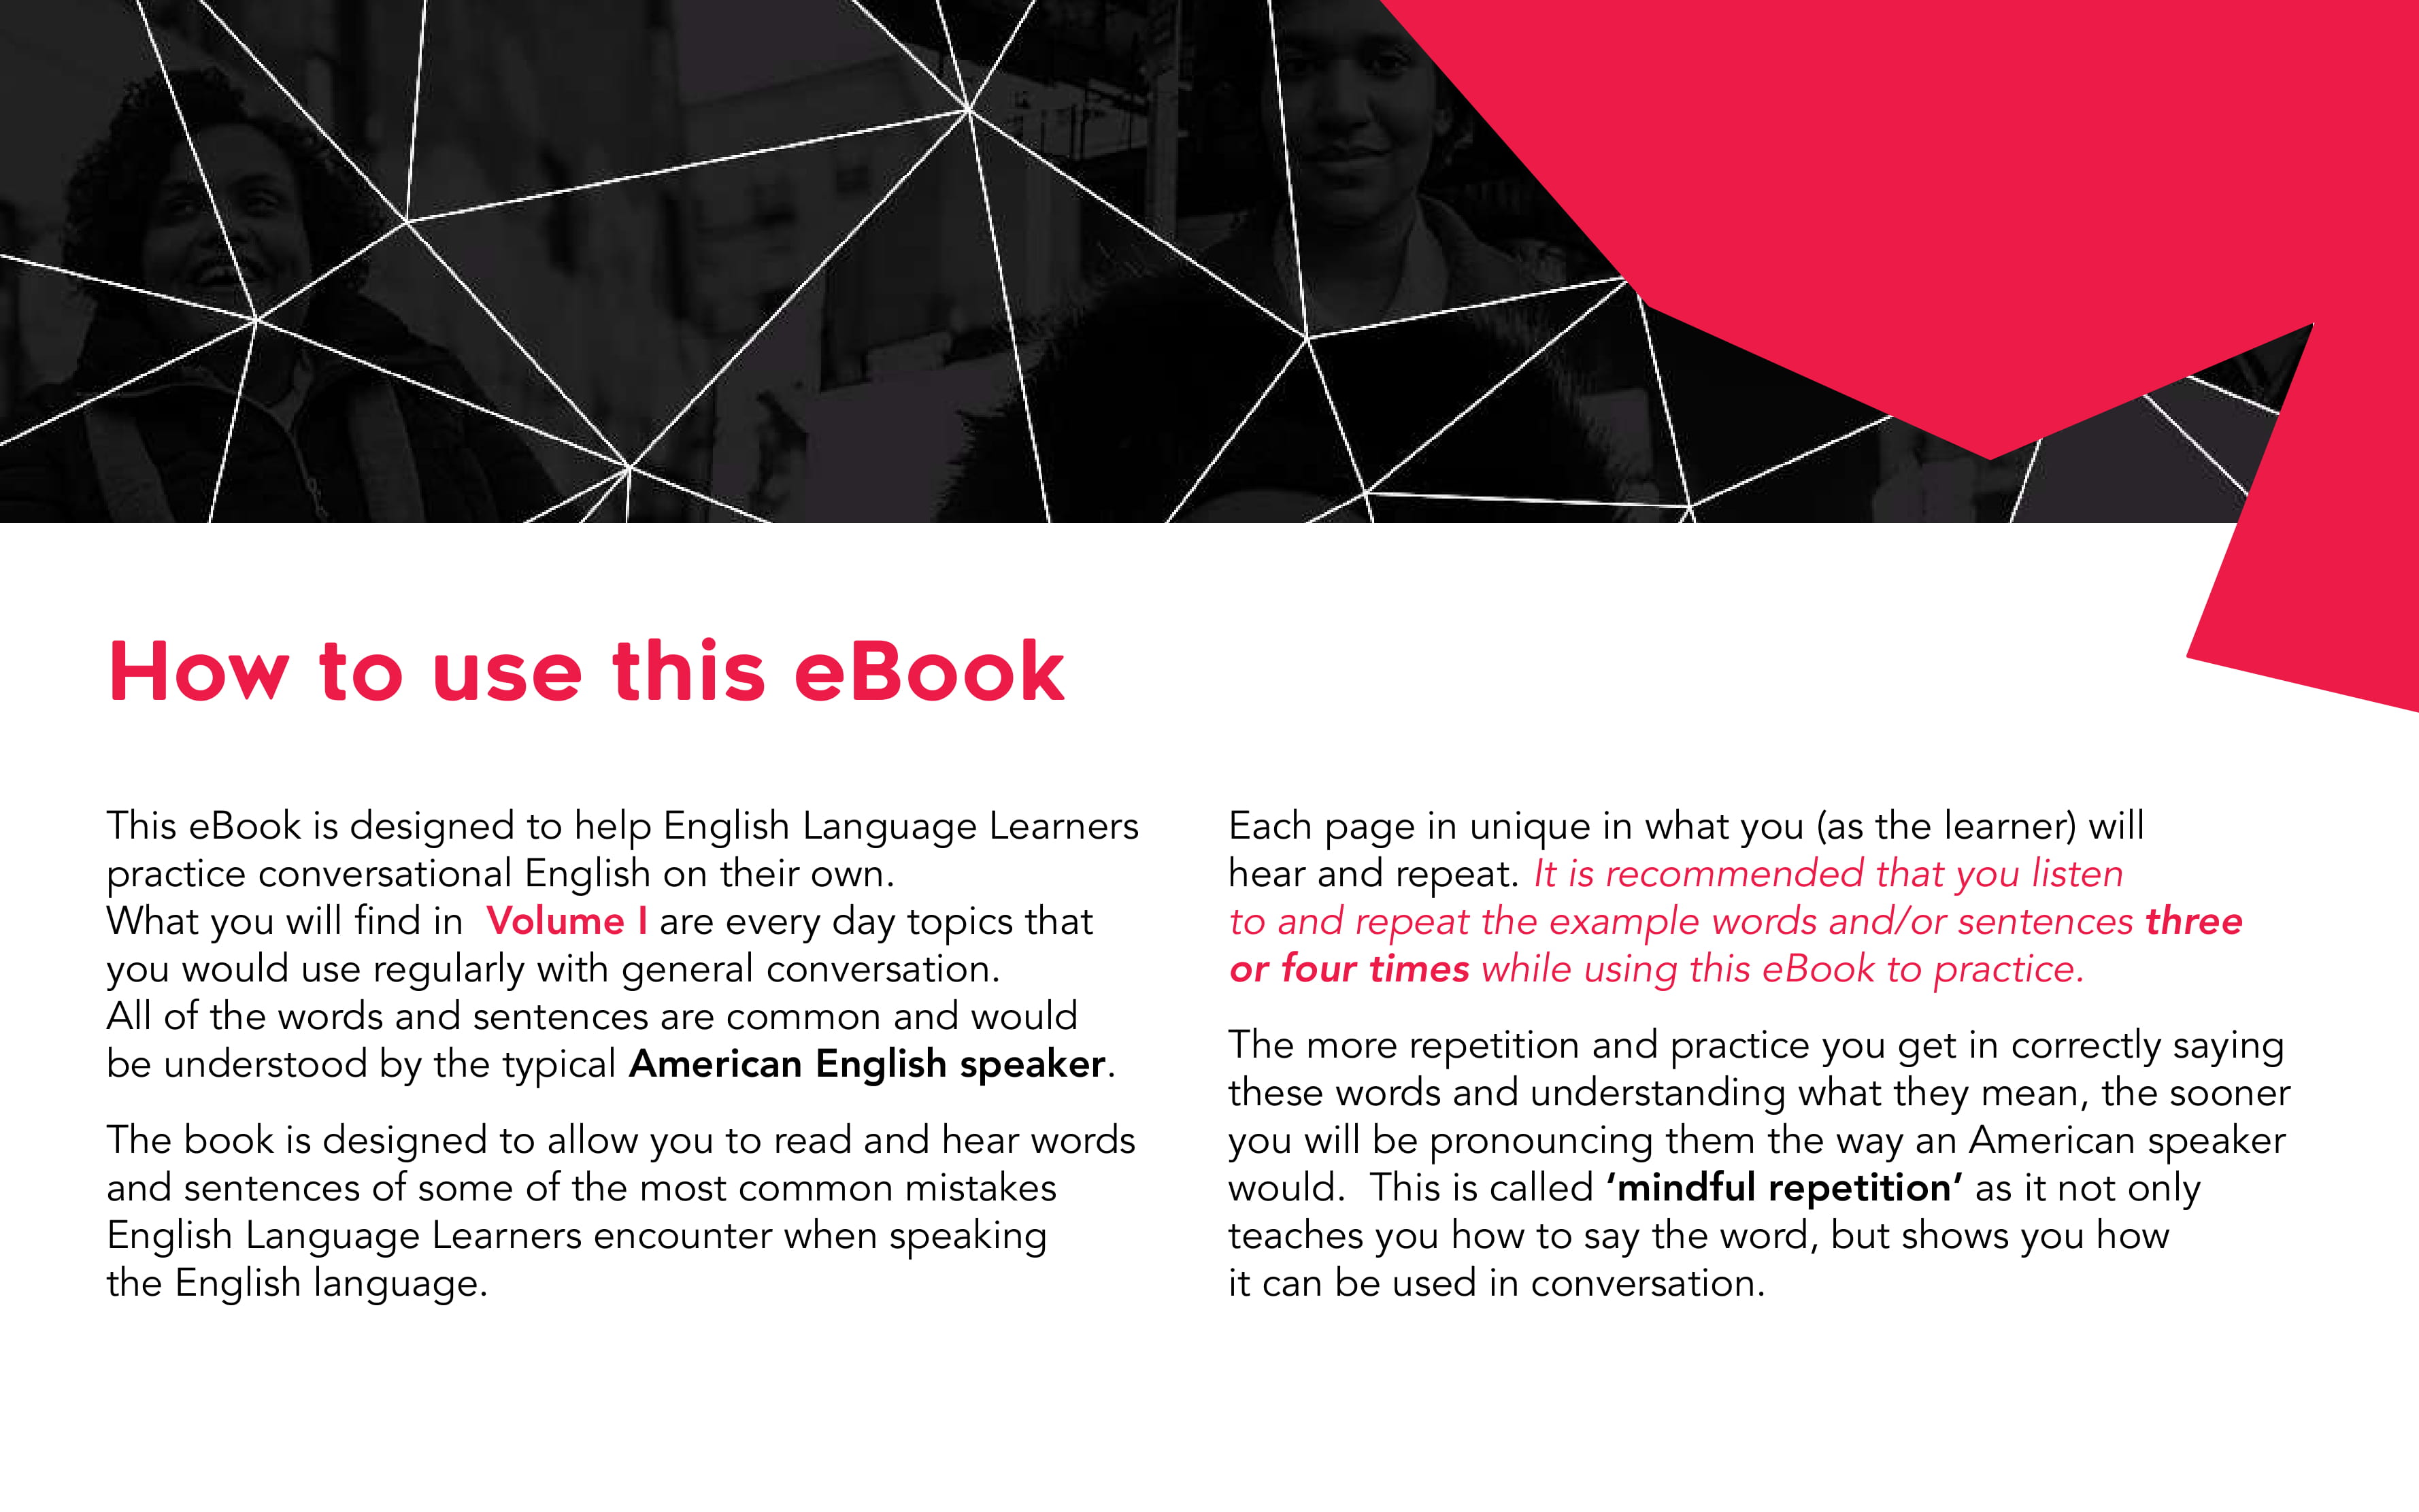 How to use this eBook
This eBook is designed to help English Language Learners
practice conversational English on their own.
What you will find in  Volume I are every day topics that
you would use regularly with general conversation.
All of the words and sentences are common and would
be understood by the typical American English speaker.
The book is designed to allow you to read and hear words
and sentences of some of the most common mistakes
English Language Learners encounter when speaking
the English language.
Each page in unique in what you (as the learner) will
hear and repeat. It is recommended that you listen
to and repeat the example words and/or sentences three
or four times while using this eBook to practice.
The more repetition and practice you get in correctly saying
these words and understanding what they mean, the sooner
you will be pronouncing them the way an American speaker
would.  This is called ‘mindful repetition’ as it not only
teaches you how to say the word, but shows you how
it can be used in conversation.